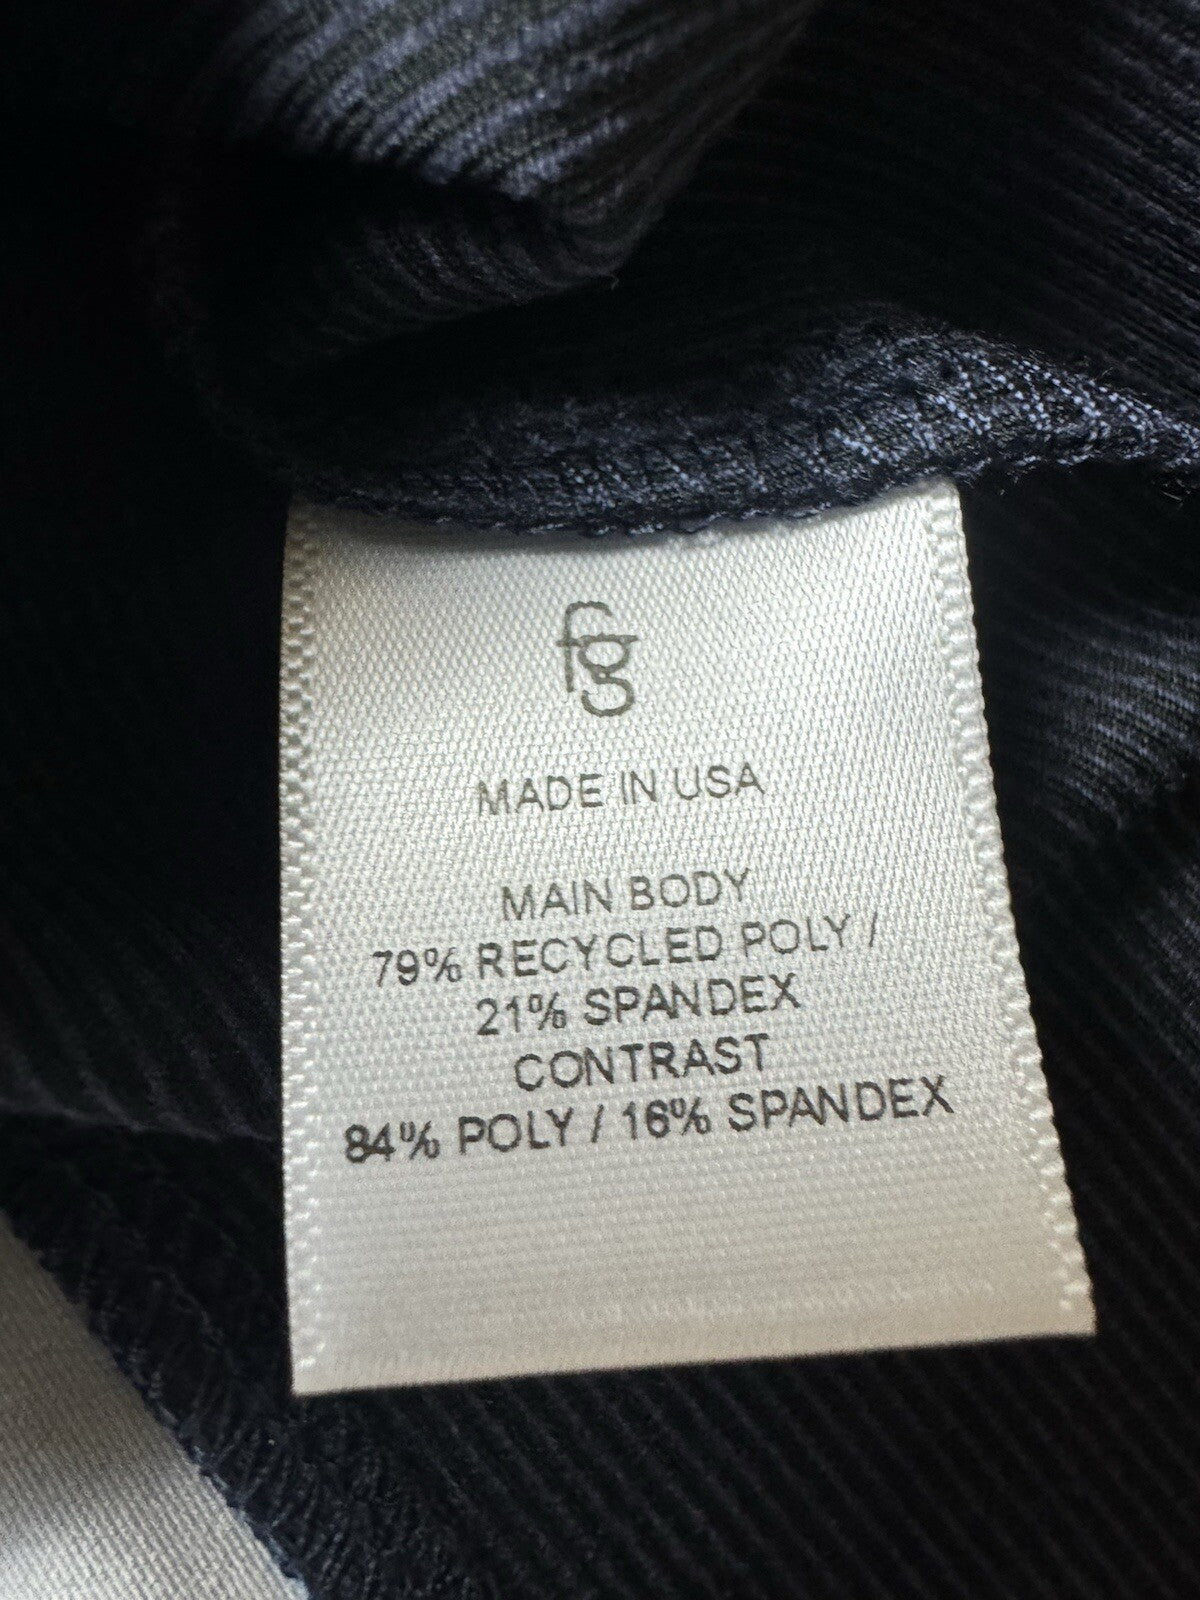 fg
MADE IN USA
MAIN BODY
79% RECYCLED POLY /
21% SPANDEX
CONTRAST
84% POLY / 16% SPANDEX